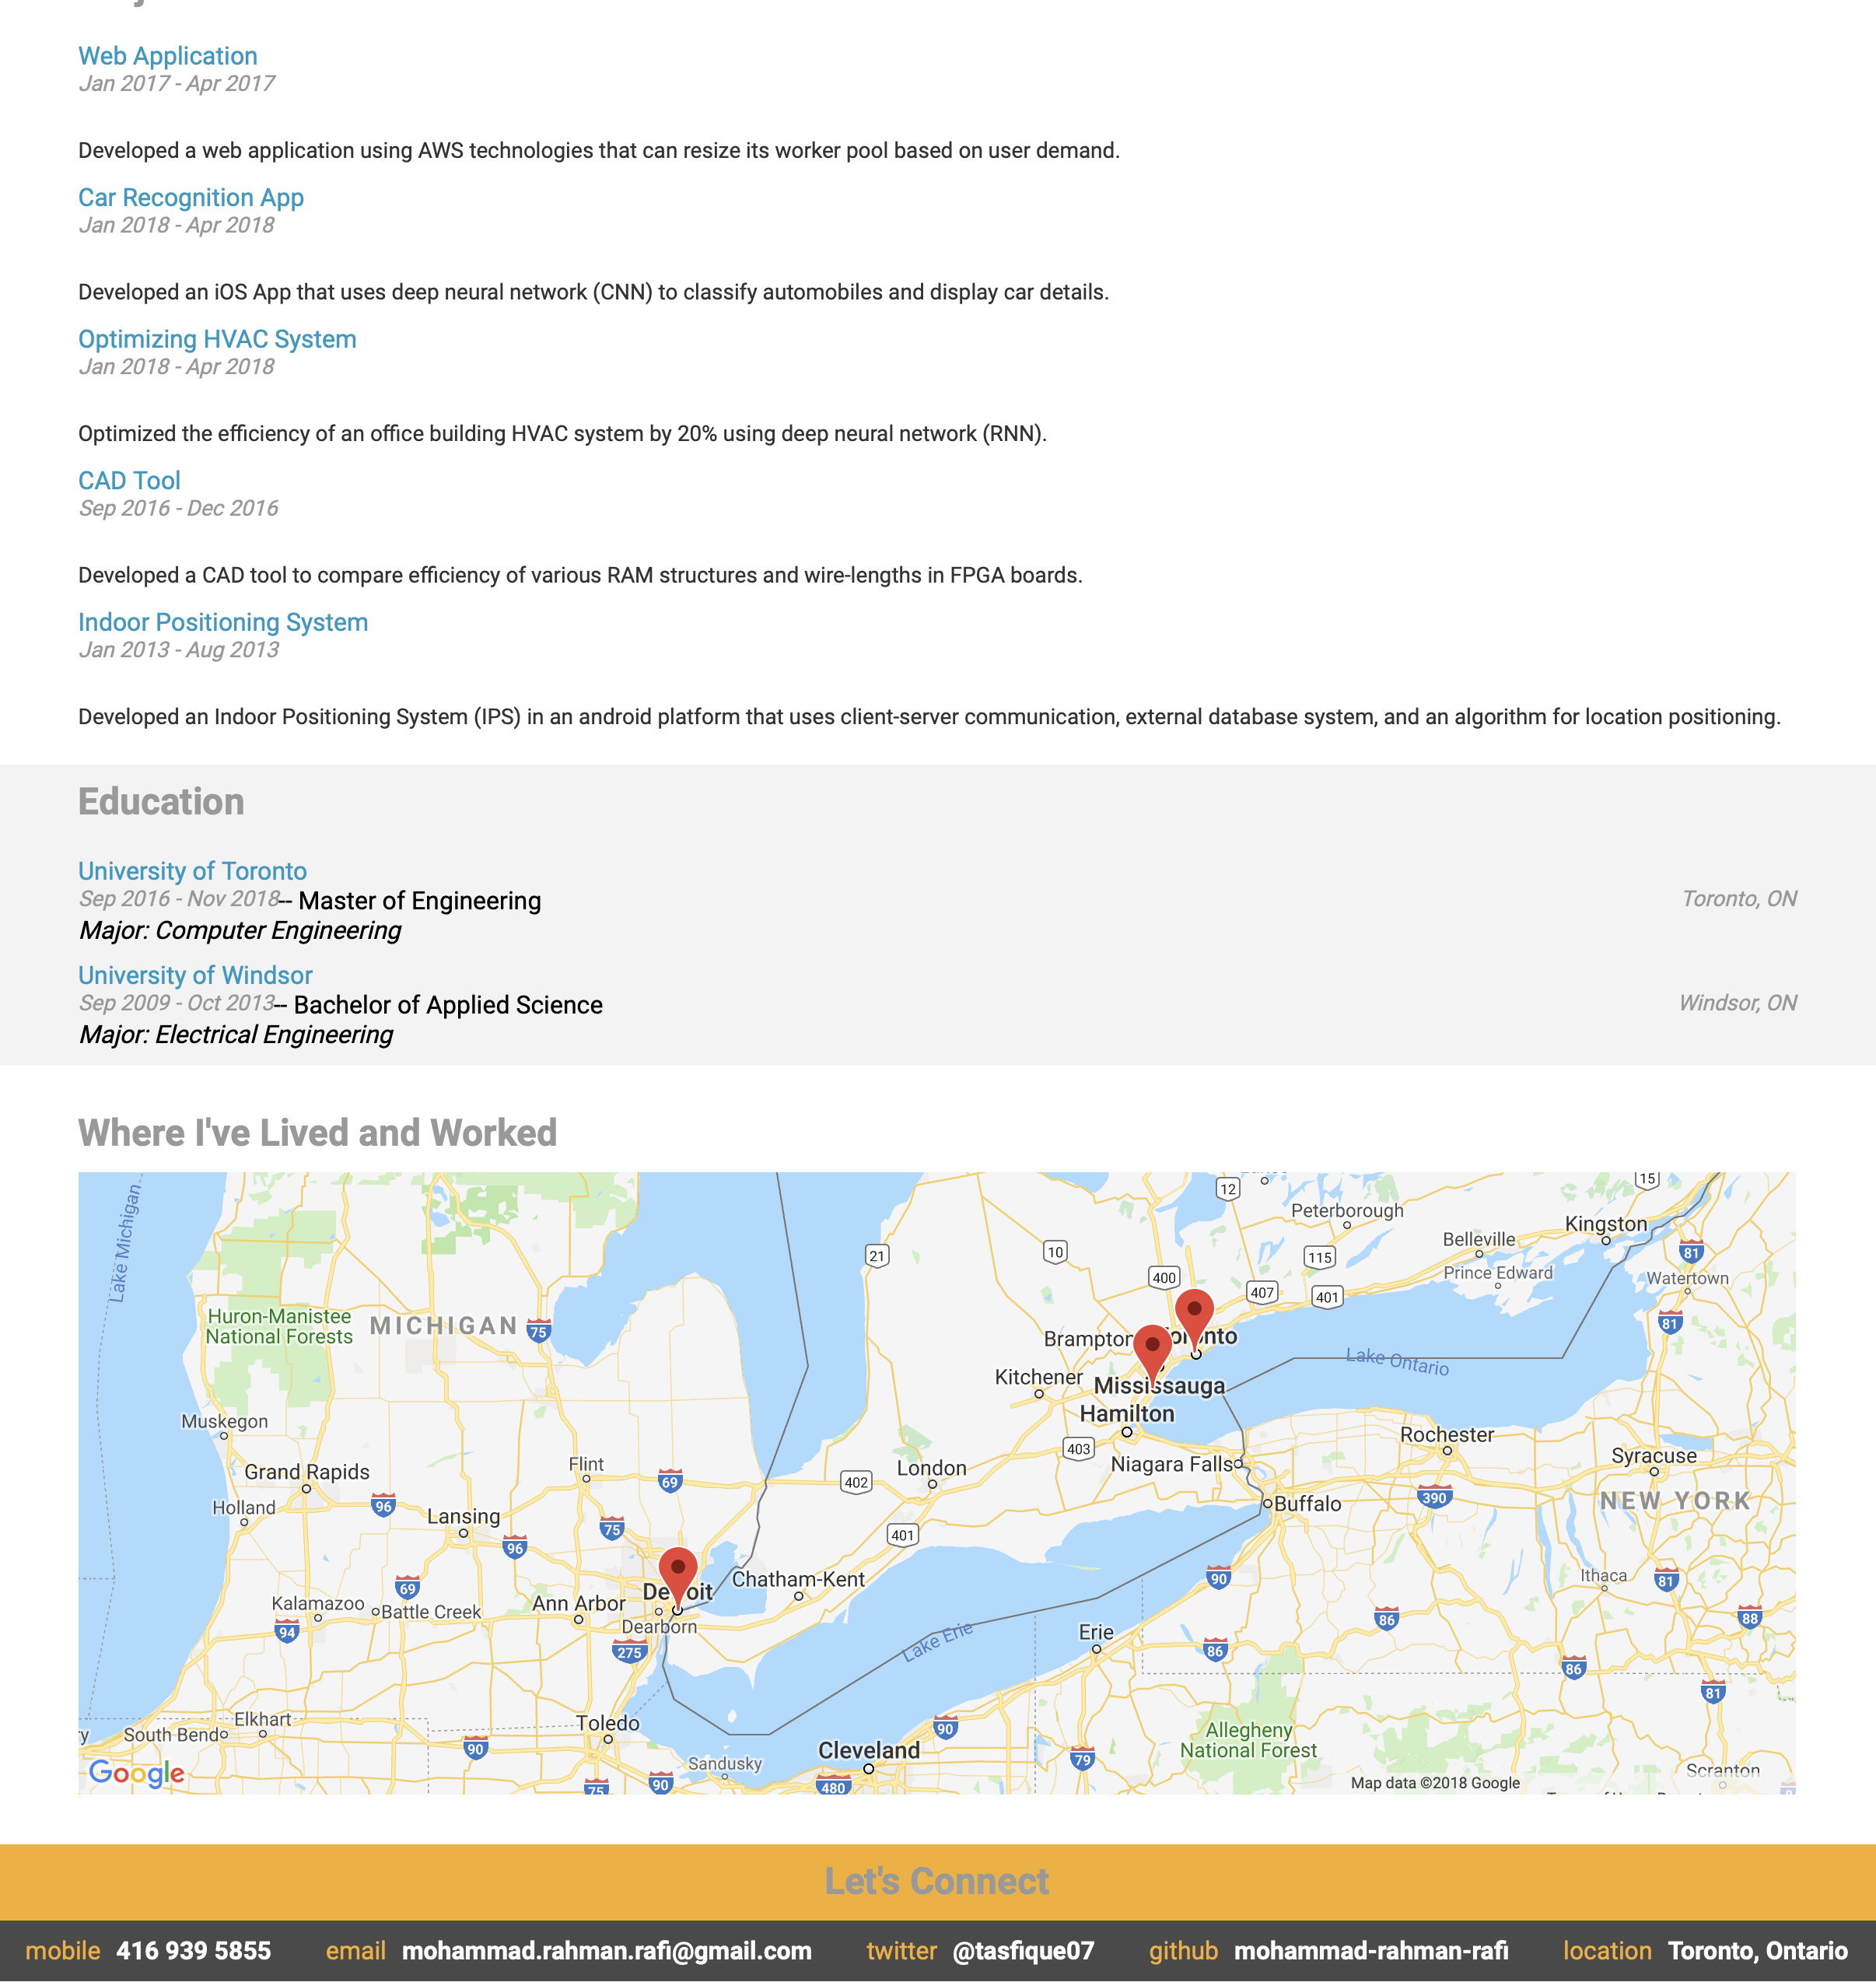 Web Application
Jan 2017 - Apr 2017
Developed a web application using AWS technologies that can resize its worker pool based on user demand.
Car Recognition App
Jan 2018 - Apr 2018
Developed an iOS App that uses deep neural network (CNN) to classify automobiles and display car details.
Optimizing HVAC System
Jan 2018 - Apr 2018
Optimized the efficiency of an office building HVAC system by 20% using deep neural network (RNN).
CAD Tool
Sep 2016 - Dec 2016
Developed a CAD tool to compare efficiency of various RAM structures and wire-lengths in FPGA boards.
Indoor Positioning System
Jan 2013 - Aug 2013
Developed an Indoor Positioning System (IPS) in an android platform that uses client-server communication, external database system, and an algorithm for location positioning.
Education
University of Toronto
Sep 2016 - Nov 2018-- Master of Engineering Toronto, ON
Major: Computer Engineering
University of Windsor
Sep 2009 - Oct 2013-- Bachelor of Applied Science Windsor, ON
Major: Electrical Engineering
Where I've Lived and Worked
15
12
Lake Michigan
Peterborough
Kingston
Belleville
21
10
115
81
400
Prince Edward
Watertown
407
401
Huron-Manistee
National Forests
MICHIGAN
75
81
Brampton
Toronto
Lake Ontario
Kitchener
Mississauga
Hamilton
Muskegon
Rochester
403
Syracuse
Niagara Falls
Flint
London
Grand Rapids
69
402
390
NEW YORK
Buffalo
Holland
96
Lansing
75
401
96
Chatham-Kent
90
Ithaca
81
69
Detroit
Kalamazoo
Battle Creek
Ann Arbor
86
88
94
Dearborn
Lake Erie
Erie
275
86
86
81
Elkhart
Toledo
South Bend
90
90
Allegheny
National Forest
Cleveland
79
Sandusky
Scranton
Google
75
90
480
Map data ©2018 Google
Let's Connect
mobile 416 939 5855 email mohammad.rahman.rafi@gmail.com twitter @tasfique07 github mohammad-rahman-rafi location Toronto, Ontario